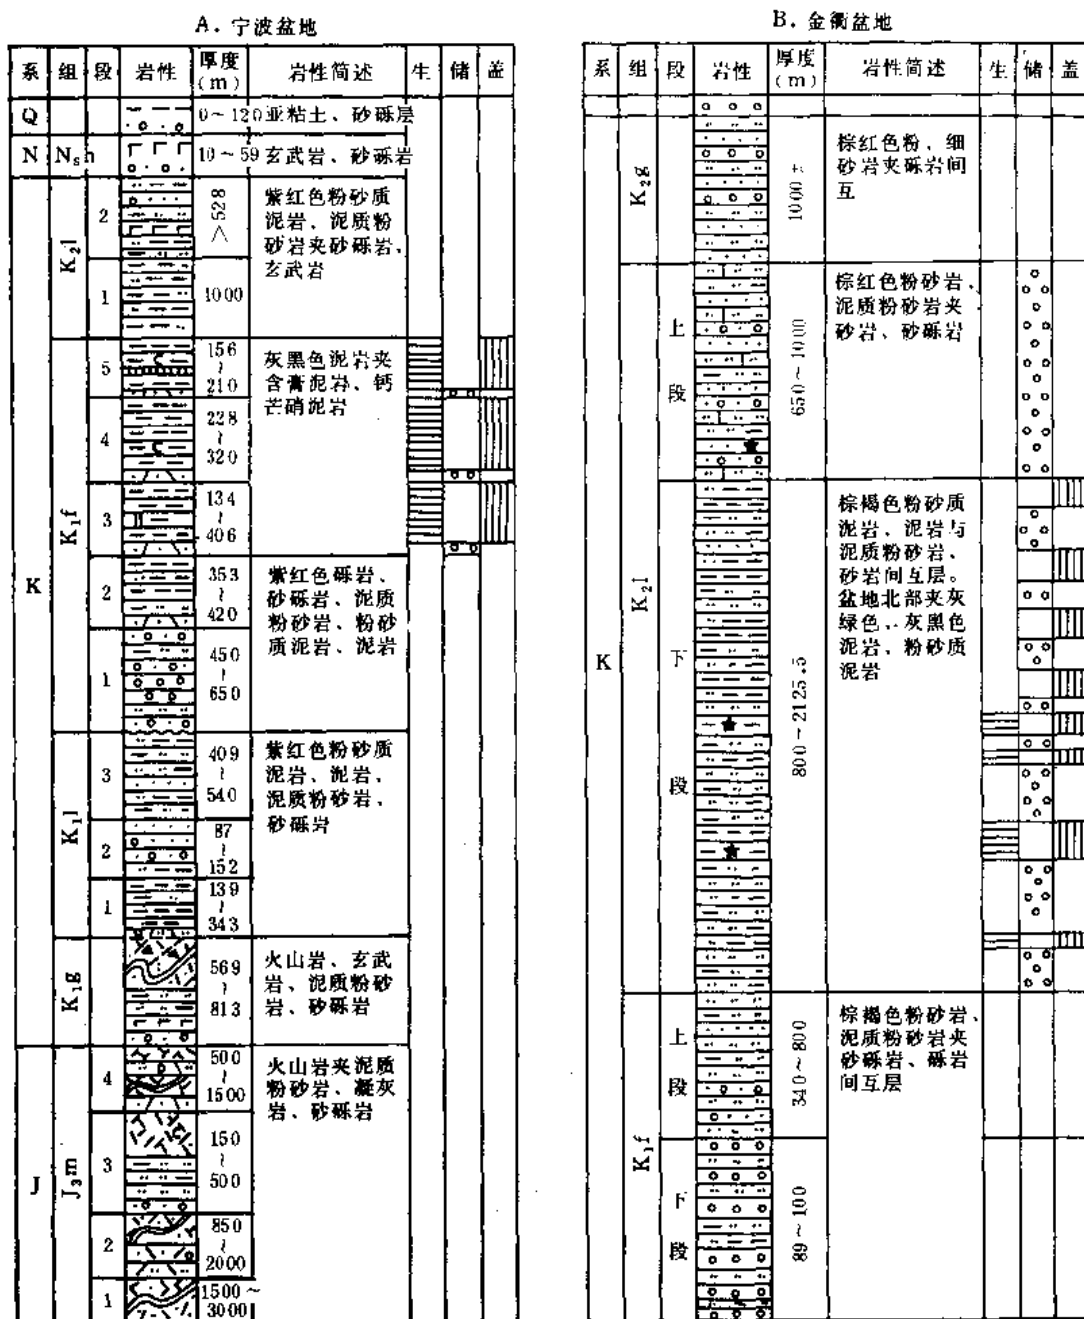 A. 宁波盆地
系 组 段 岩性 厚度(m) 岩性简述 生 储 盖
Q 0~120 亚粘土、砂砾层
N N₂sh 10~59 玄武岩、砂砾岩
K
K₂l
2 >528
紫红色粉砂质
泥岩、泥质粉
砂岩夹砂砾岩、
玄武岩
1 1000
K₁f
5 156~210
灰黑色泥岩夹
含膏泥岩、钙
芒硝泥岩
4 228~320
3 134~406
2 353~420
紫红色砾岩、
砂砾岩、泥质
粉砂岩、粉砂
质泥岩、泥岩
1 450~650
K₁l
3 409~540
紫红色粉砂质
泥岩、泥岩、
泥质粉砂岩、
砂砾岩
2 87~152
1 139~343
K₁g
569~813
火山岩、玄武
岩、泥质粉砂
岩、砂砾岩
J
J₃m
4 500~1500
火山岩夹泥质
粉砂岩、凝灰
岩、砂砾岩
3 150~500
2 850~2000
1 1500~3000
B. 金衢盆地
系 组 段 岩性 厚度(m) 岩性简述 生 储 盖
K
K₂g
1000±
棕红色粉、细
砂岩夹砾岩间
互
K₂l
上段
650~1000
棕红色粉砂岩、
泥质粉砂岩夹
砂岩、砂砾岩
下段
800~2125.5
棕褐色粉砂质
泥岩、泥岩与
泥质粉砂岩、
砂岩间互层。
盆地北部夹灰
绿色、灰黑色
泥岩、粉砂质
泥岩
K₁f
上段
340~800
棕褐色粉砂岩、
泥质粉砂岩夹
砂砾岩、砾岩
间互层
下段
89~100